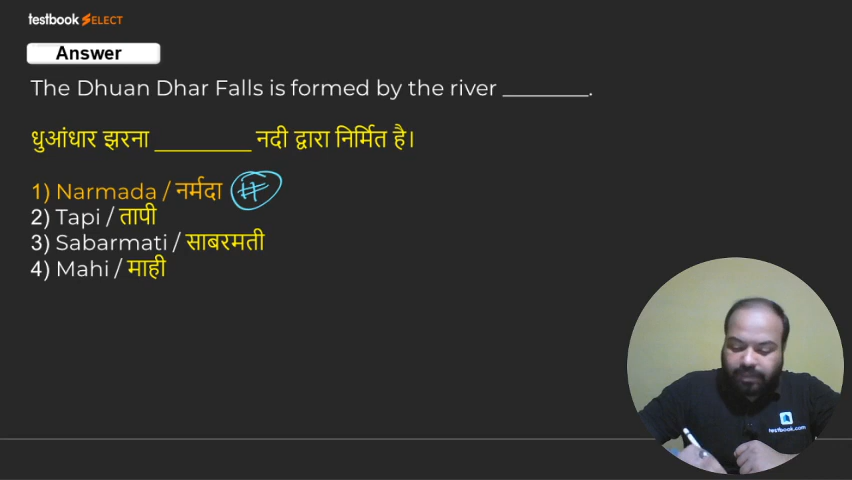 testbook SELECT
Answer
The Dhuan Dhar Falls is formed by the river ________.
धुआंधार झरना _________ नदी द्वारा निर्मित है।
1) Narmada / नर्मदा
2) Tapi / तापी
3) Sabarmati / साबरमती
4) Mahi / माही
testbook.com